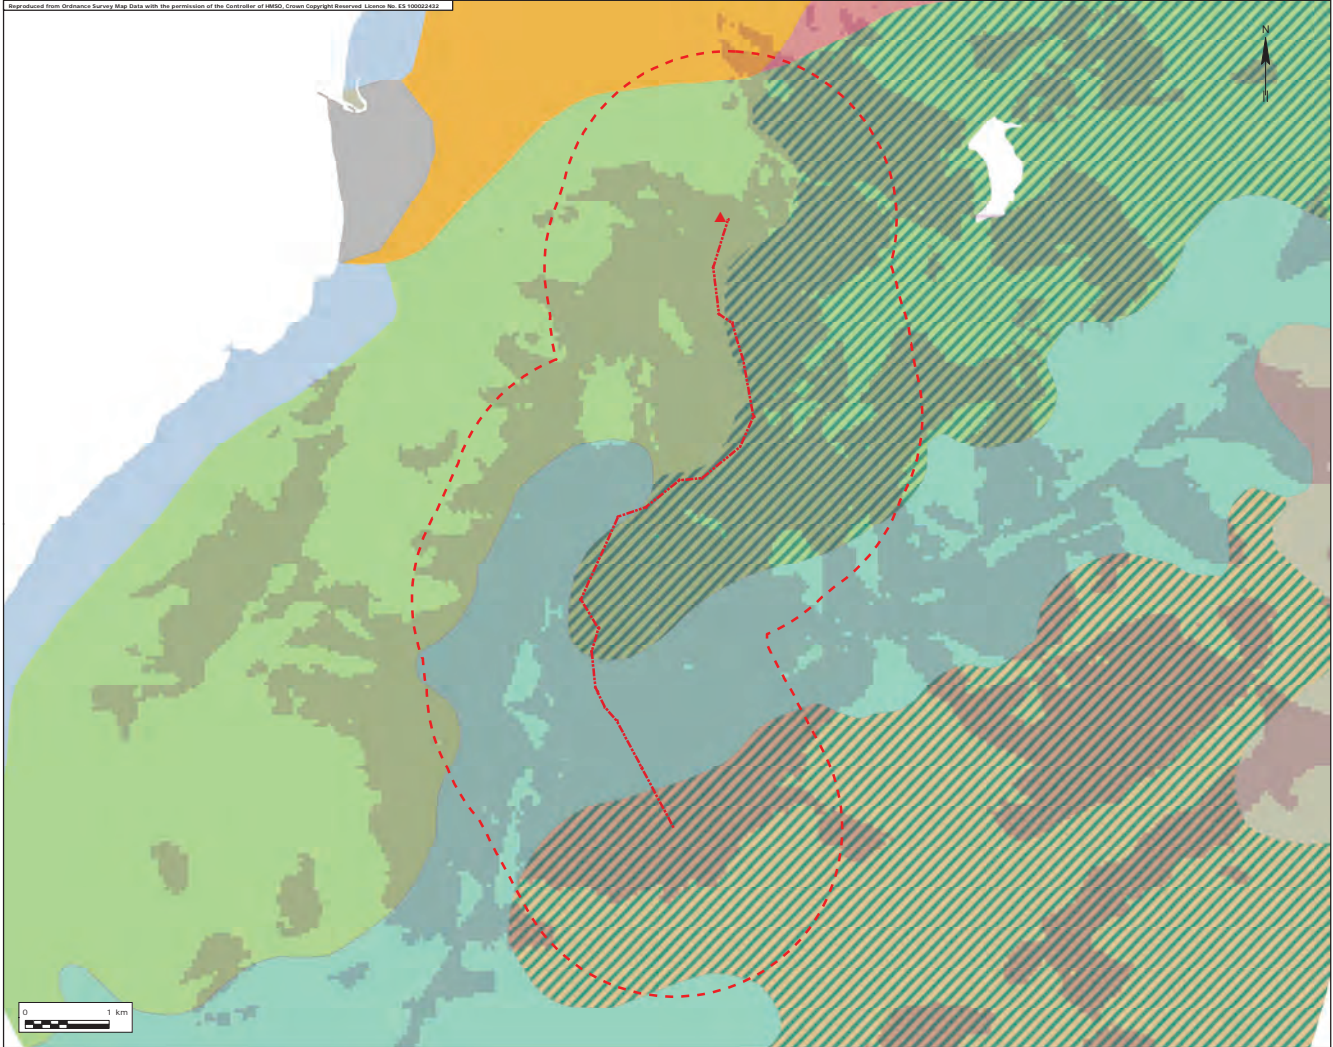 Reproduced from Ordnance Survey Map Data with the permission of the Controller of HMSO, Crown Copyright Reserved Licence No. ES 100022432
N
0 1 km